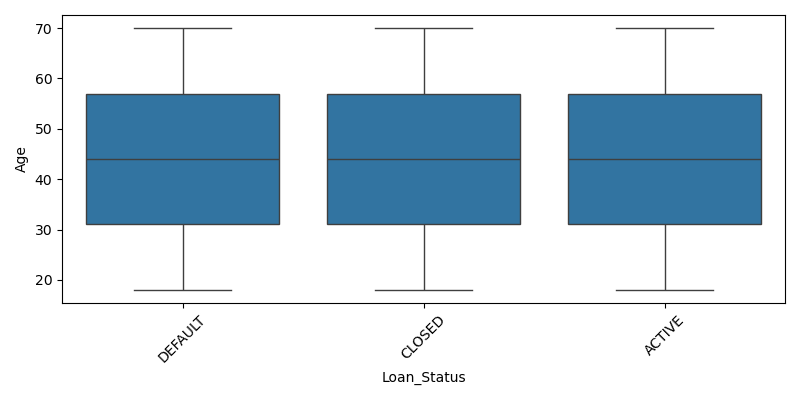 70
60
50
40
30
20
Age
DEFAULT
CLOSED
ACTIVE
Loan_Status